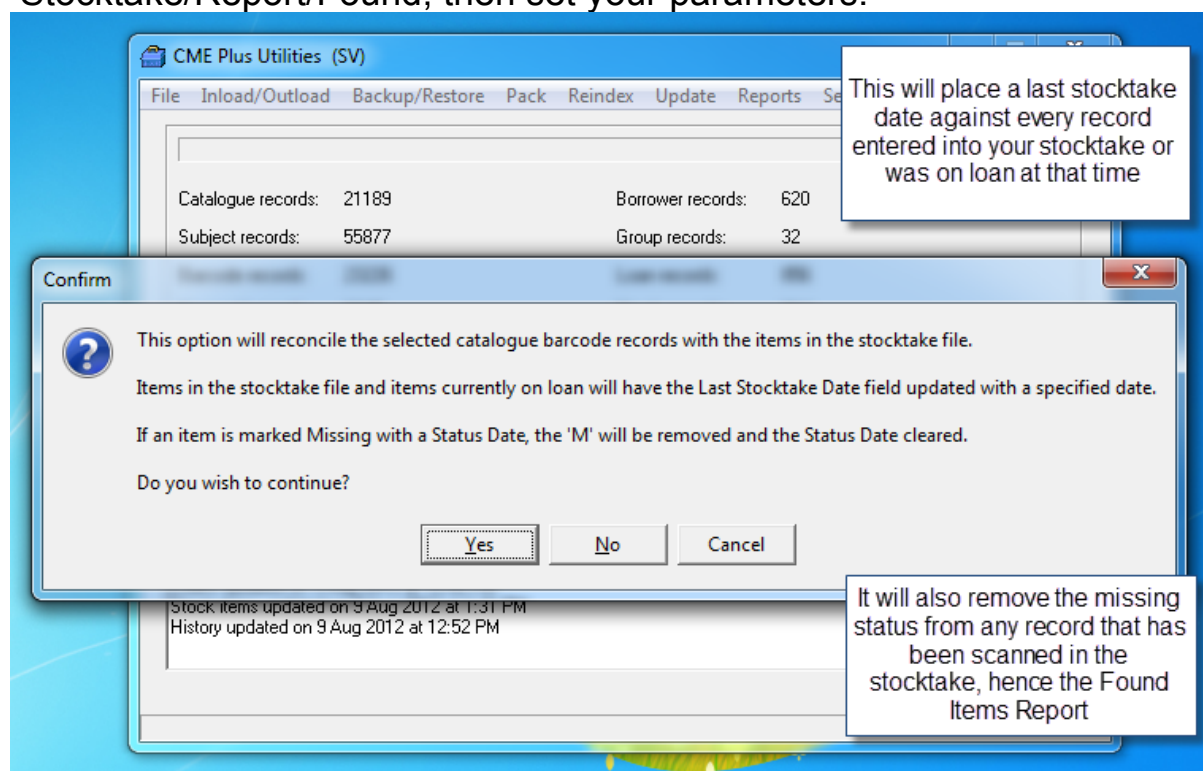 Stocktake/Report/Found, then set your parameters.
CME Plus Utilities (SV)
File Inload/Outload Backup/Restore Pack Reindex Update Reports Se
This will place a last stocktake
date against every record
entered into your stocktake or
was on loan at that time
Catalogue records: 21189 Borrower records: 620
Subject records: 55877 Group records: 32
Confirm
This option will reconcile the selected catalogue barcode records with the items in the stocktake file.
Items in the stocktake file and items currently on loan will have the Last Stocktake Date field updated with a specified date.
If an item is marked Missing with a Status Date, the 'M' will be removed and the Status Date cleared.
Do you wish to continue?
Yes No Cancel
Stock items updated on 9 Aug 2012 at 1:31 PM
History updated on 9 Aug 2012 at 12:52 PM
It will also remove the missing
status from any record that has
been scanned in the
stocktake, hence the Found
Items Report